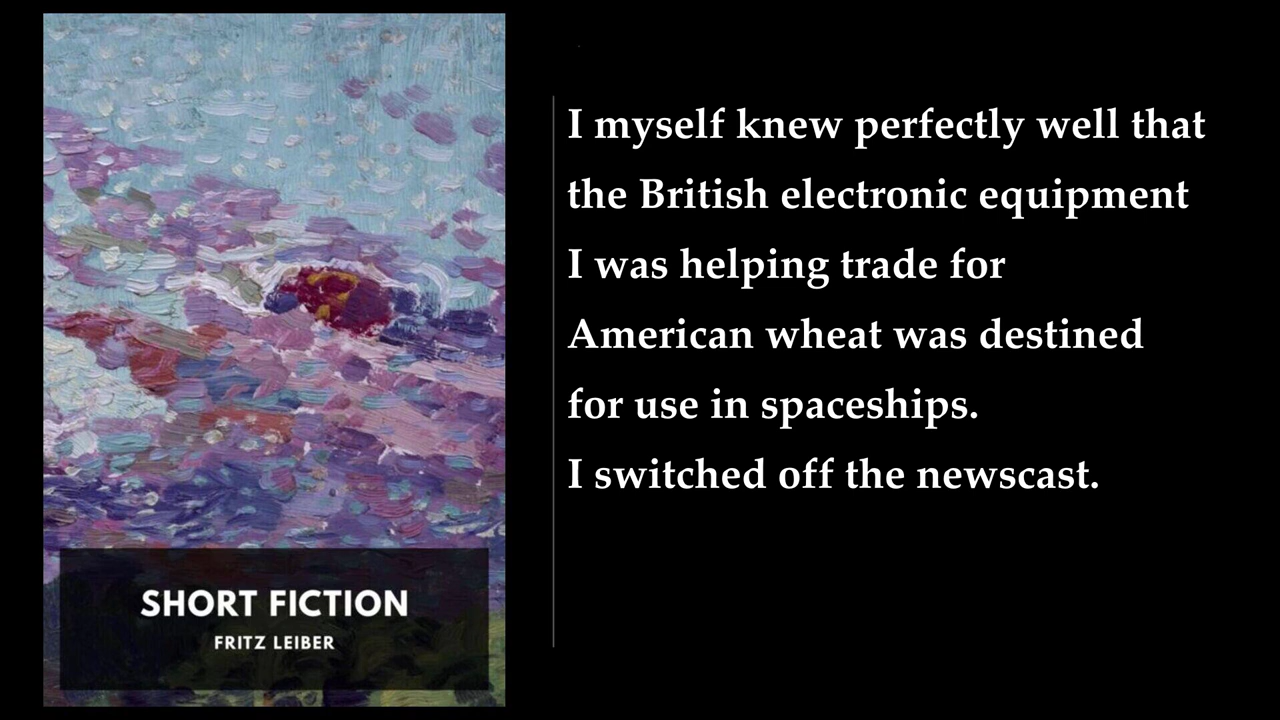 SHORT FICTION
FRITZ LEIBER
I myself knew perfectly well that
the British electronic equipment
I was helping trade for
American wheat was destined
for use in spaceships.
I switched off the newscast.